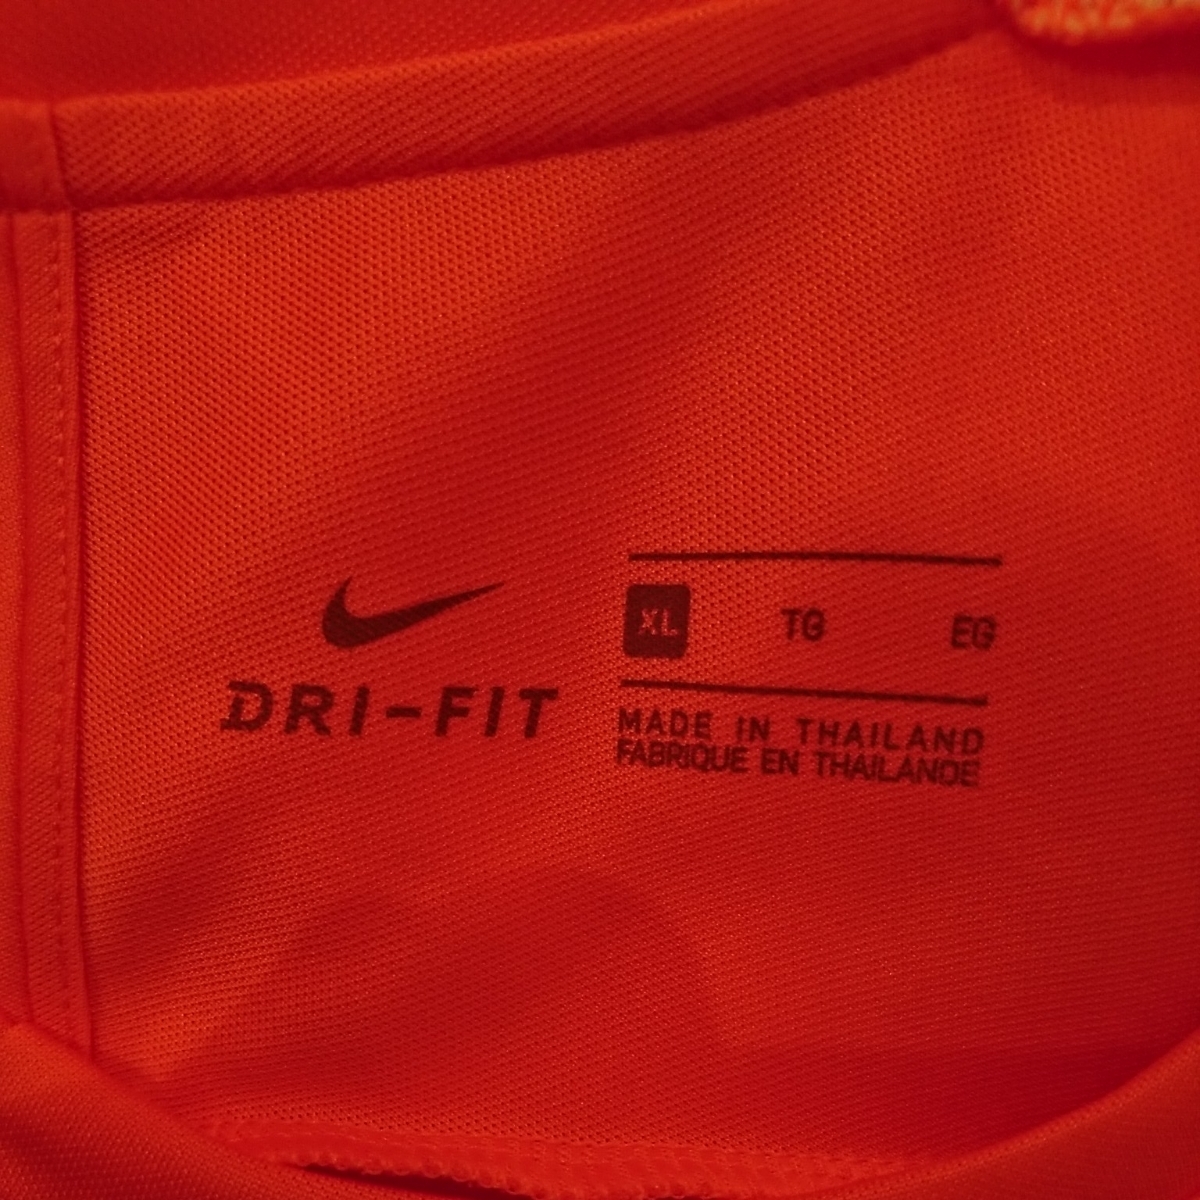 DRI-FIT
XL TG EG
MADE IN THAILAND
FABRIQUE EN THAILANDE